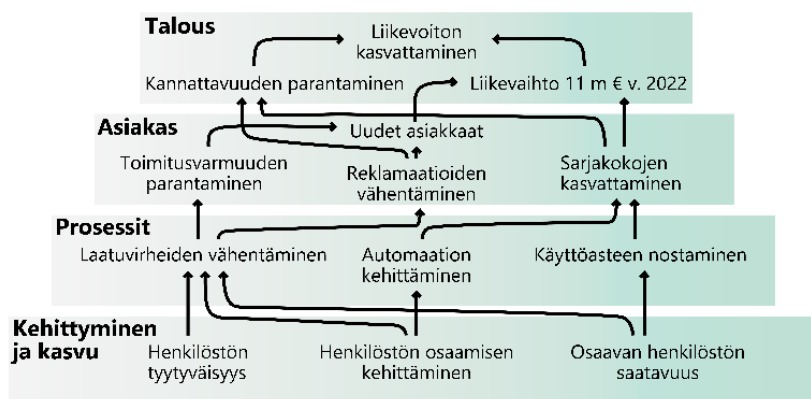 Talous
Liikevoiton
kasvattaminen
Kannattavuuden parantaminen
Liikevaihto 11 m € v. 2022
Asiakas
Uudet asiakkaat
Toimitusvarmuuden
parantaminen
Reklamaatioiden
vähentäminen
Sarjakokojen
kasvattaminen
Prosessit
Laatuvirheiden vähentäminen
Automaation
kehittäminen
Käyttöasteen nostaminen
Kehittyminen
ja kasvu
Henkilöstön
tyytyväisyys
Henkilöstön osaamisen
kehittäminen
Osaavan henkilöstön
saatavuus